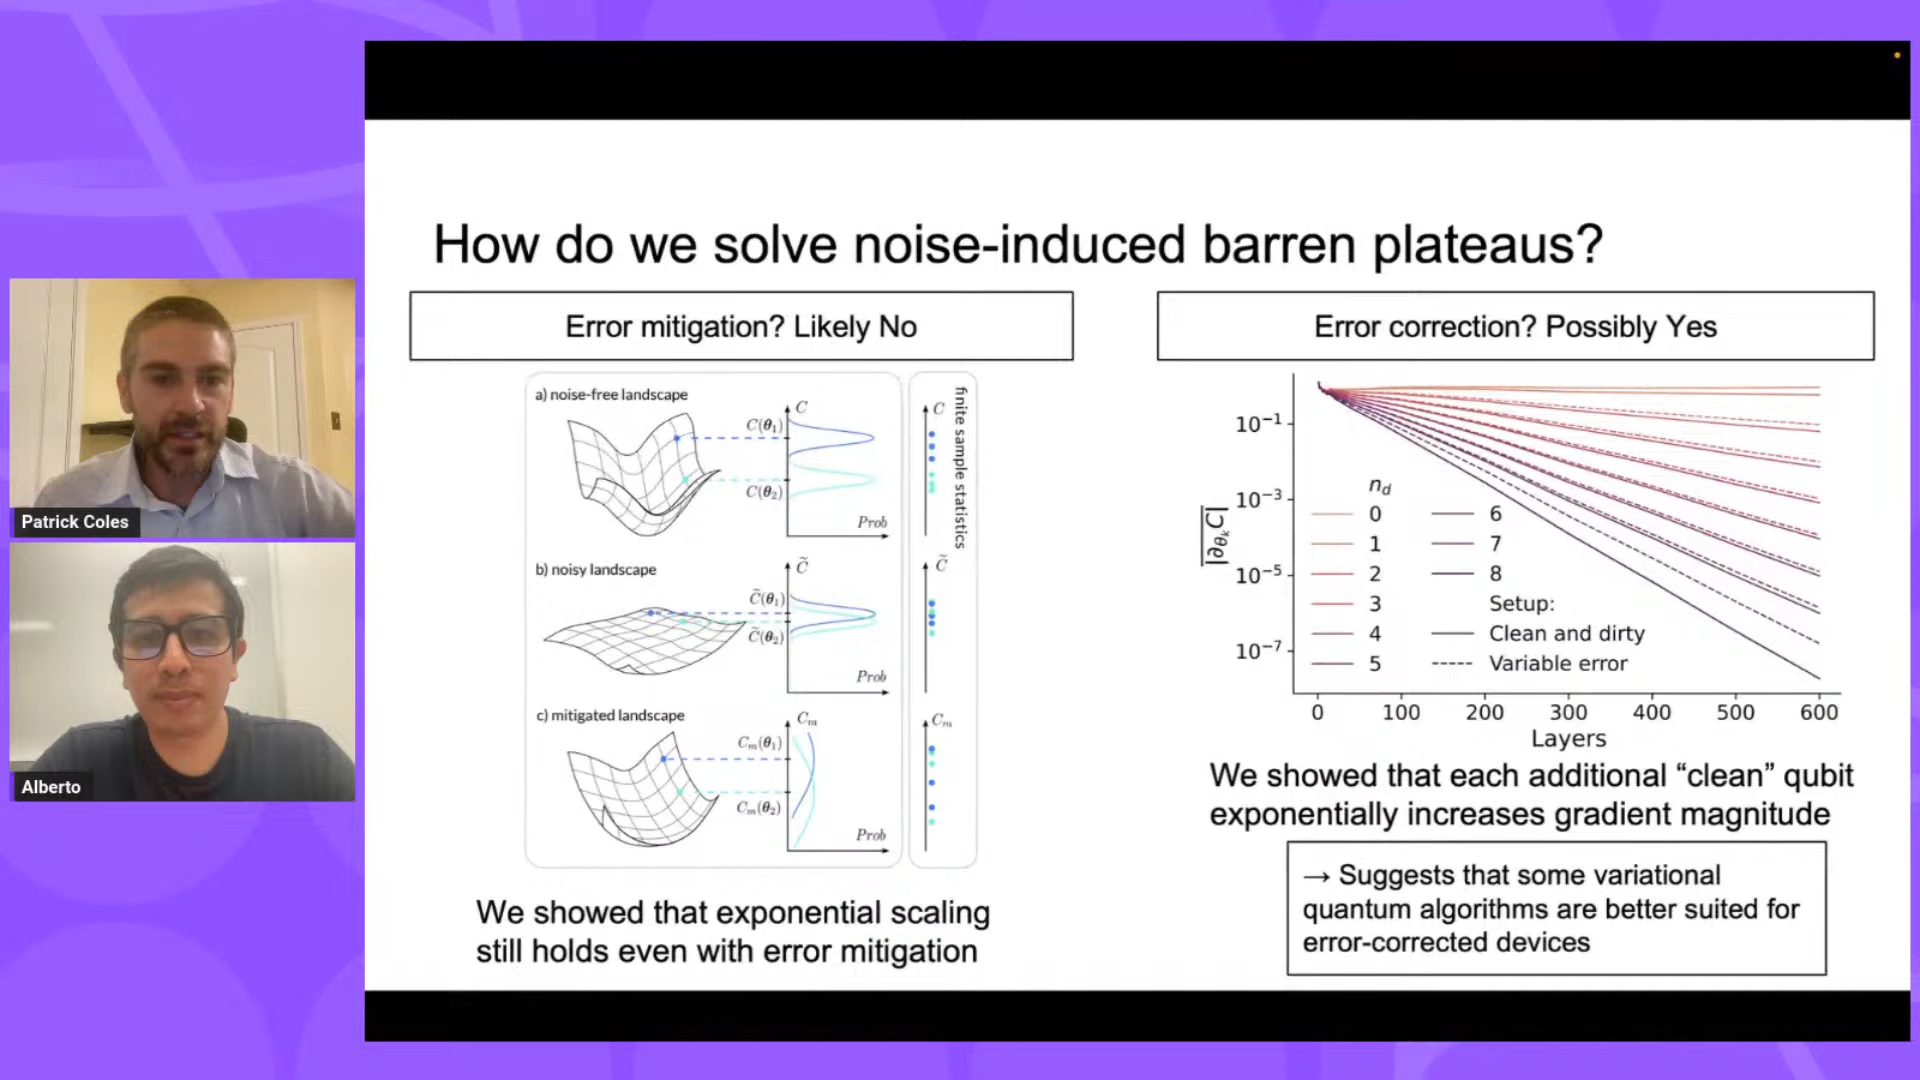 How do we solve noise-induced barren plateaus?
Error mitigation? Likely No
a) noise-free landscape
C
C(θ₁)
C(θ₂)
Prob
C
finite sample statistics
b) noisy landscape
C̃
C̃(θ₁)
C̃(θ₂)
Prob
C̃
c) mitigated landscape
Cₘ
Cₘ(θ₁)
Cₘ(θ₂)
Prob
Cₘ
We showed that exponential scaling
still holds even with error mitigation
Error correction? Possibly Yes
10⁻¹
10⁻³
10⁻⁵
10⁻⁷
|∂θₖC|
n_d
0 6
1 7
2 8
3 Setup:
4 Clean and dirty
5 Variable error
0 100 200 300 400 500 600
Layers
We showed that each additional “clean” qubit
exponentially increases gradient magnitude
→ Suggests that some variational
quantum algorithms are better suited for
error-corrected devices
Patrick Coles
Alberto